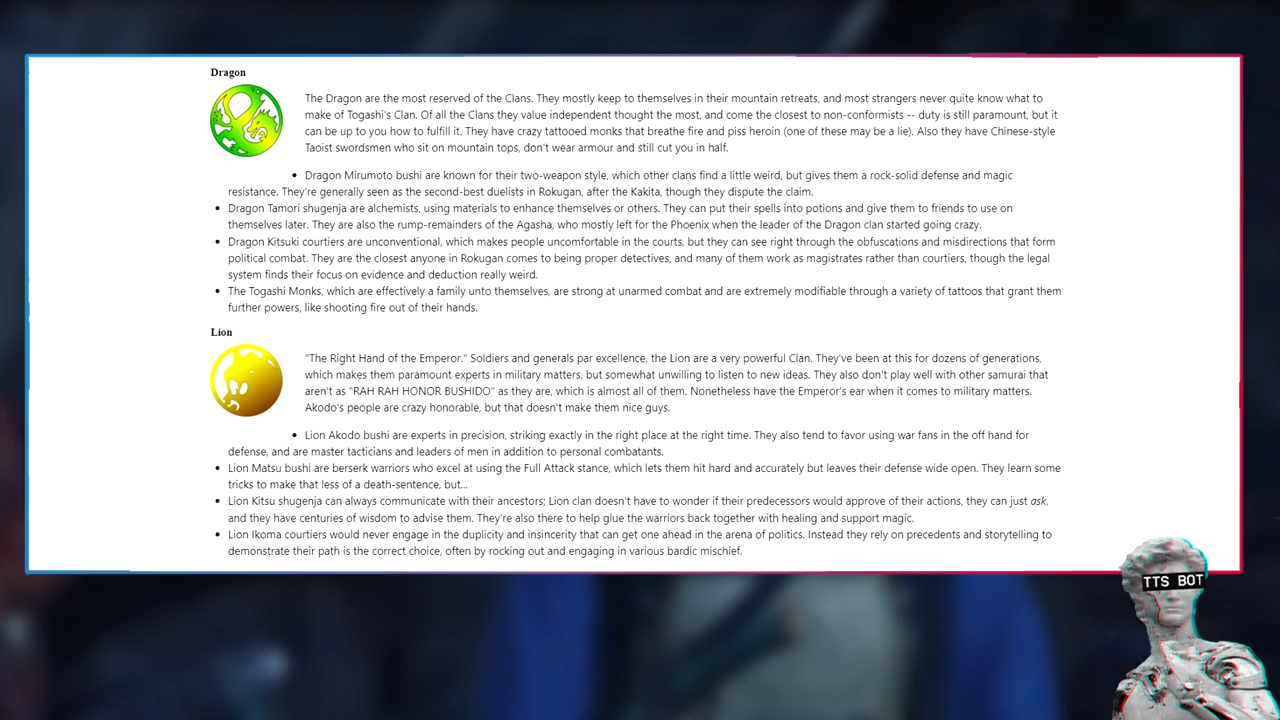 Dragon
The Dragon are the most reserved of the Clans. They mostly keep to themselves in their mountain retreats, and most strangers never quite know what to
make of Togashi's Clan. Of all the Clans they value independent thought the most, and come the closest to non-conformists -- duty is still paramount, but it
can be up to you how to fulfill it. They have crazy tattooed monks that breathe fire and piss heroin (one of these may be a lie). Also they have Chinese-style
Taoist swordsmen who sit on mountain tops, don't wear armour and still cut you in half.
• Dragon Mirumoto bushi are known for their two-weapon style, which other clans find a little weird, but gives them a rock-solid defense and magic
resistance. They're generally seen as the second-best duelists in Rokugan, after the Kakita, though they dispute the claim.
• Dragon Tamori shugenja are alchemists, using materials to enhance themselves or others. They can put their spells into potions and give them to friends to use on
themselves later. They are also the rump-remainders of the Agasha, who mostly left for the Phoenix when the leader of the Dragon clan started going crazy.
• Dragon Kitsuki courtiers are unconventional, which makes people uncomfortable in the courts, but they can see right through the obfuscations and misdirections that form
political combat. They are the closest anyone in Rokugan comes to being proper detectives, and many of them work as magistrates rather than courtiers, though the legal
system finds their focus on evidence and deduction really weird.
• The Togashi Monks, which are effectively a family unto themselves, are strong at unarmed combat and are extremely modifiable through a variety of tattoos that grant them
further powers, like shooting fire out of their hands.
Lion
"The Right Hand of the Emperor." Soldiers and generals par excellence, the Lion are a very powerful Clan. They've been at this for dozens of generations,
which makes them paramount experts in military matters, but somewhat unwilling to listen to new ideas. They also don't play well with other samurai that
aren't as "RAH RAH HONOR BUSHIDO" as they are, which is almost all of them. Nonetheless have the Emperor's ear when it comes to military matters.
Akodo's people are crazy honorable, but that doesn't make them nice guys.
• Lion Akodo bushi are experts in precision, striking exactly in the right place at the right time. They also tend to favor using war fans in the off hand for
defense, and are master tacticians and leaders of men in addition to personal combatants.
• Lion Matsu bushi are berserk warriors who excel at using the Full Attack stance, which lets them hit hard and accurately but leaves their defense wide open. They learn some
tricks to make that less of a death-sentence, but...
• Lion Kitsu shugenja can always communicate with their ancestors; Lion clan doesn't have to wonder if their predecessors would approve of their actions, they can just ask,
and they have centuries of wisdom to advise them. They're also there to help glue the warriors back together with healing and support magic.
• Lion Ikoma courtiers would never engage in the duplicity and insincerity that can get one ahead in the arena of politics. Instead they rely on precedents and storytelling to
demonstrate their path is the correct choice, often by rocking out and engaging in various bardic mischief.
TTS BOT